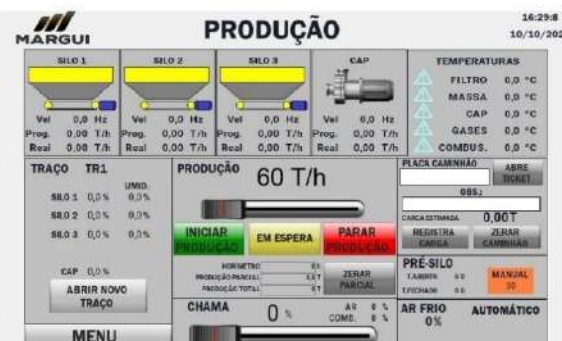 MARGUI
PRODUÇÃO
16:29:8
10/10/202
SILO 1
SILO 2
SILO 3
CAP
TEMPERATURAS
FILTRO 0,0 °C
MASSA 0,0 °C
CAP 0,0 °C
GASES 0,0 °C
COMBUS. 0,0 °C
Vel 0,0 Hz Vel 0,0 Hz Vel 0,0 Hz Vel 0,0 Hz
Prog. 0,00 T/h Prog. 0,00 T/h Prog. 0,00 T/h Prog. 0,00 T/h
Real 0,00 T/h Real 0,00 T/h Real 0,00 T/h Real 0,00 T/h
TRAÇO TR1
UMID.
SILO 1 0,0 % 0,0 %
SILO 2 0,0 % 0,0 %
SILO 3 0,0 % 0,0 %
CAP 0,0 %
ABRIR NOVO
TRAÇO
MENU
PRODUÇÃO
60 T/h
INICIAR
PRODUÇÃO
EM ESPERA
PARAR
PRODUÇÃO
HORIMETRO
PRODUÇÃO PARCIAL
PRODUÇÃO TOTAL
ZERAR
PARCIAL
CHAMA
0 %
AR 0 %
COMB. 0 %
PLACA CAMINHÃO
ABRE
TICKET
OBS.:
CARGA ESTIMADA 0,00T
REGISTRA
CARGA
ZERAR
CAMINHÃO
PRÉ-SILO
T.ABERTO
T.FECHADO
MANUAL
AR FRIO
0%
AUTOMÁTICO